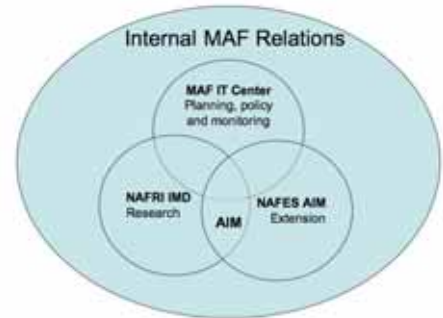 Internal MAF Relations
MAF IT Center
Planning, policy
and monitoring
NAFRI IMD
Research
NAFES AIM
Extension
AIM